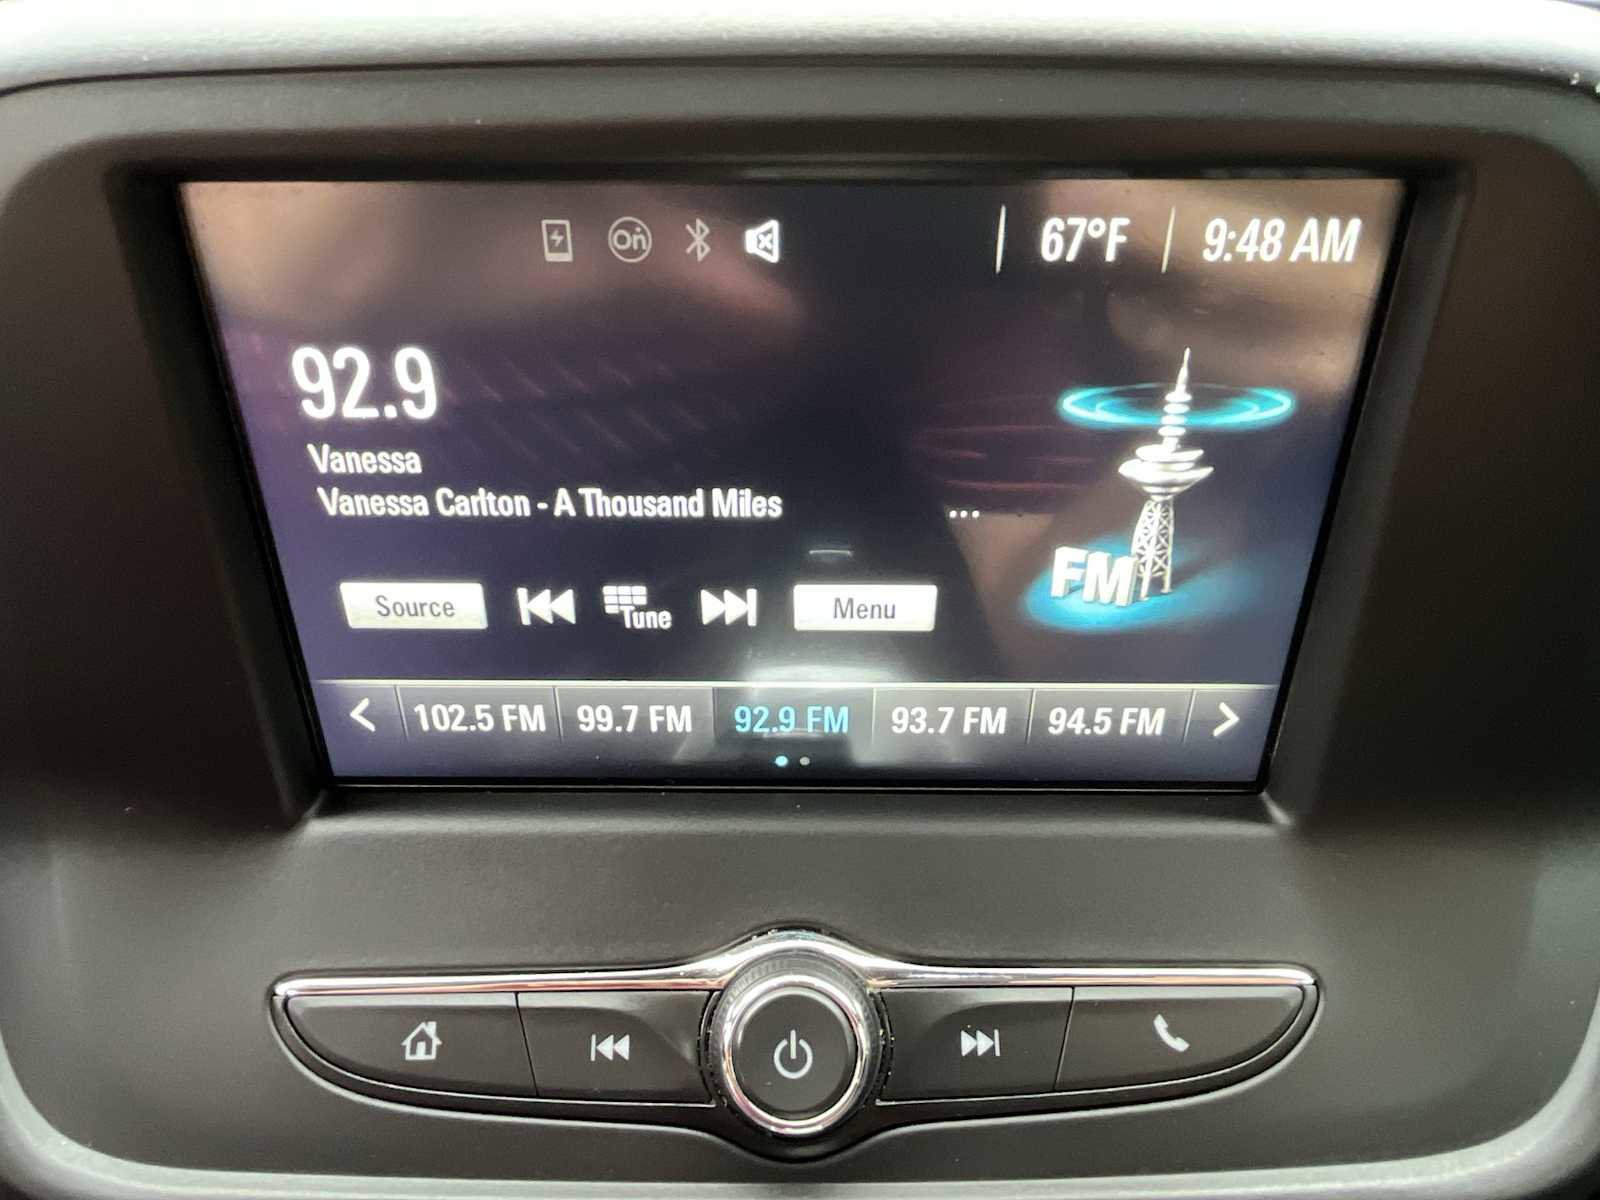 On
67°F
9:48 AM
92.9
Vanessa
Vanessa Carlton - A Thousand Miles ...
FM
Source
Tune
Menu
< 102.5 FM 99.7 FM 92.9 FM 93.7 FM 94.5 FM >